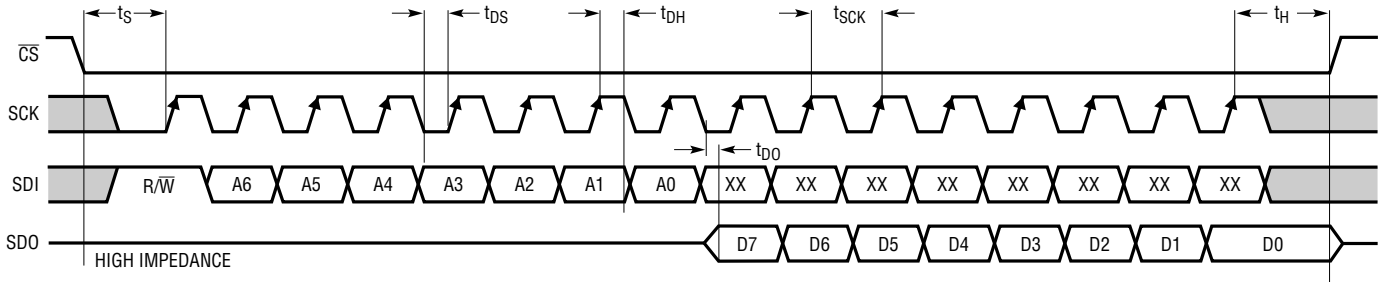 tS tDS tDH tSCK tH
CS
SCK
tDO
SDI R/W A6 A5 A4 A3 A2 A1 A0 XX XX XX XX XX XX XX XX
SDO D7 D6 D5 D4 D3 D2 D1 D0
HIGH IMPEDANCE